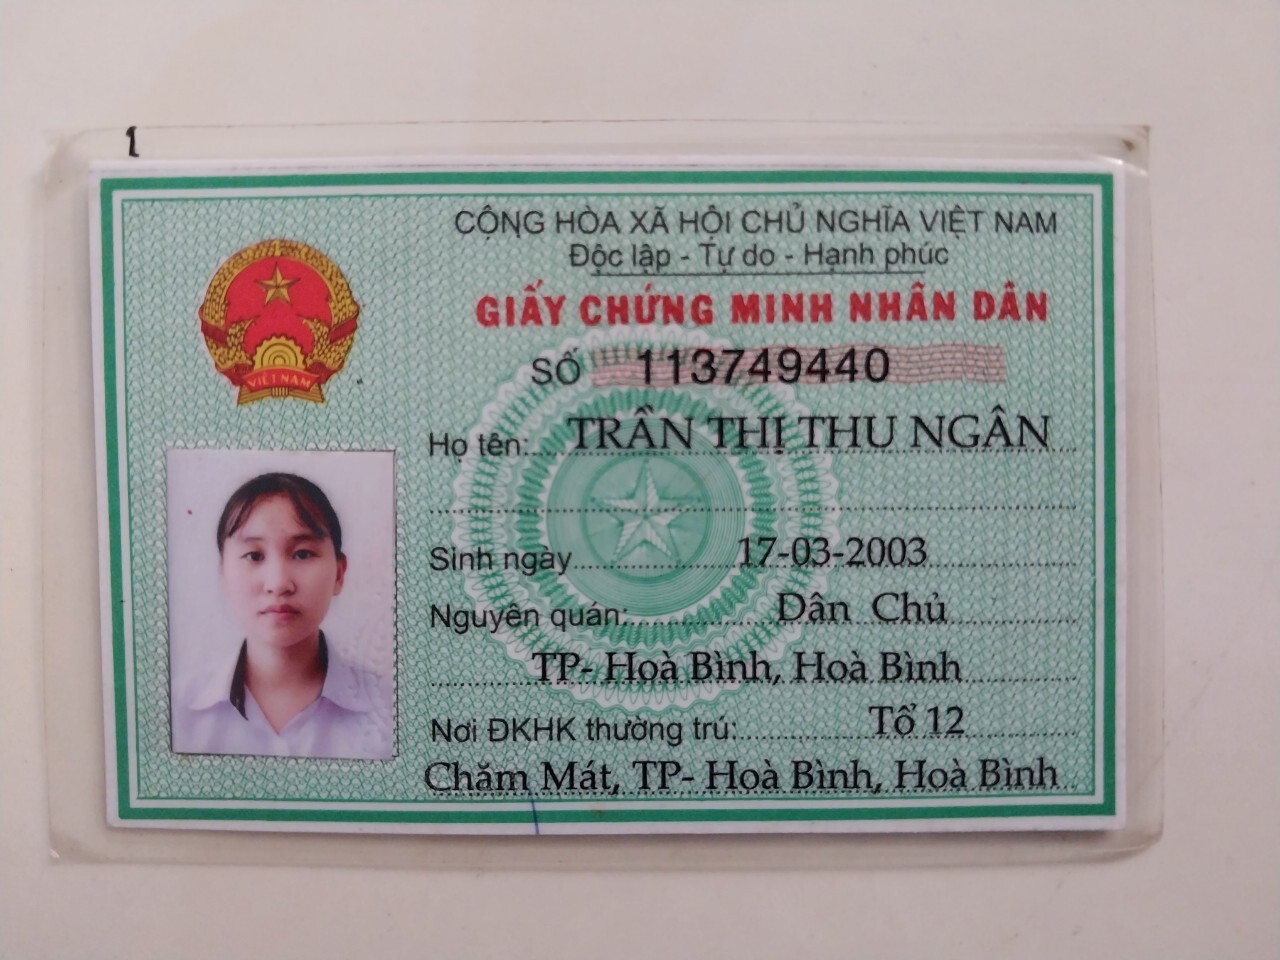 CỘNG HÒA XÃ HỘI CHỦ NGHĨA VIỆT NAM
Độc lập - Tự do - Hạnh phúc
GIẤY CHỨNG MINH NHÂN DÂN
SỐ 113749440
VIỆT NAM
Họ tên: TRẦN THỊ THU NGÂN
Sinh ngày 17-03-2003
Nguyên quán: Dân Chủ
TP- Hoà Bình, Hoà Bình
Nơi ĐKHK thường trú: Tổ 12
Chăm Mát, TP- Hoà Bình, Hoà Bình